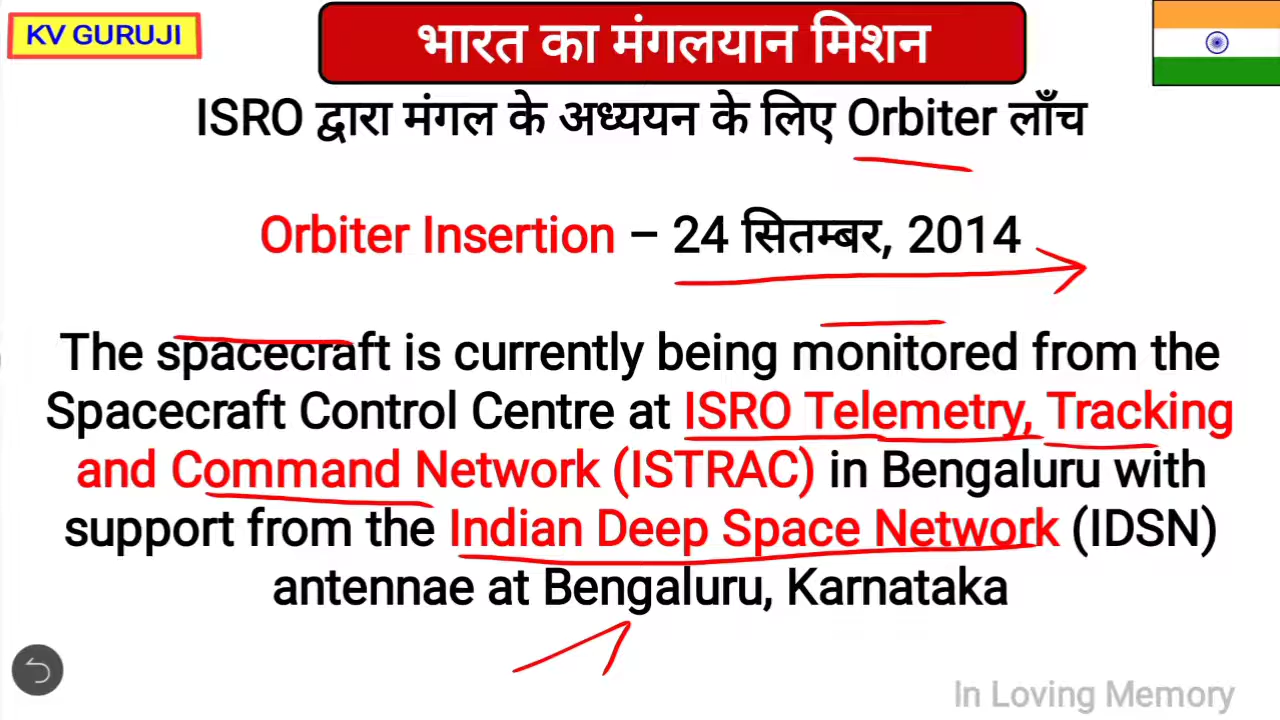 KV GURUJI
भारत का मंगलयान मिशन
ISRO द्वारा मंगल के अध्ययन के लिए Orbiter लाँच
Orbiter Insertion – 24 सितम्बर, 2014
The spacecraft is currently being monitored from the
Spacecraft Control Centre at ISRO Telemetry, Tracking
and Command Network (ISTRAC) in Bengaluru with
support from the Indian Deep Space Network (IDSN)
antennae at Bengaluru, Karnataka
In Loving Memory